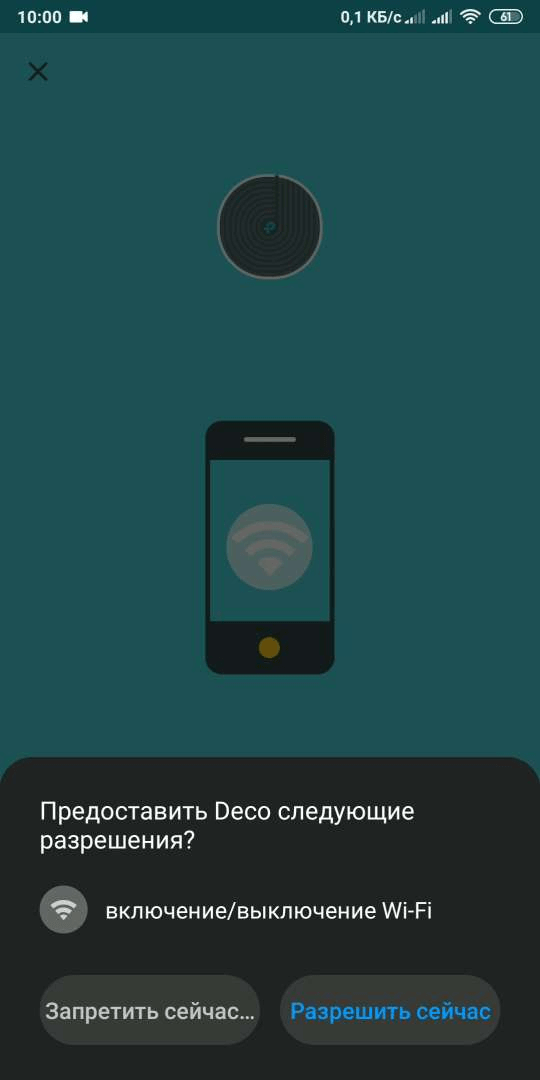 10:00
0,1 КБ/с
61
Предоставить Deco следующие
разрешения?
включение/выключение Wi-Fi
Запретить сейчас…
Разрешить сейчас